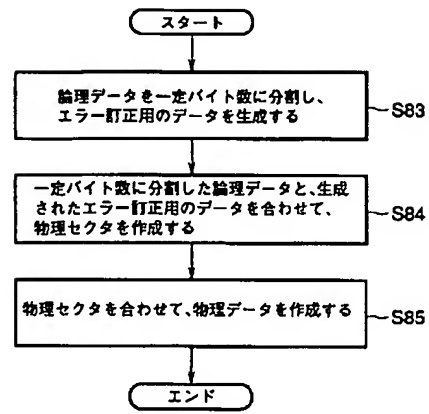 スタート
論理データを一定バイト数に分割し、
エラー訂正用のデータを生成する
S83
一定バイト数に分割した論理データと、生成
されたエラー訂正用のデータを合わせて、
物理セクタを作成する
S84
物理セクタを合わせて、物理データを作成する
S85
エンド